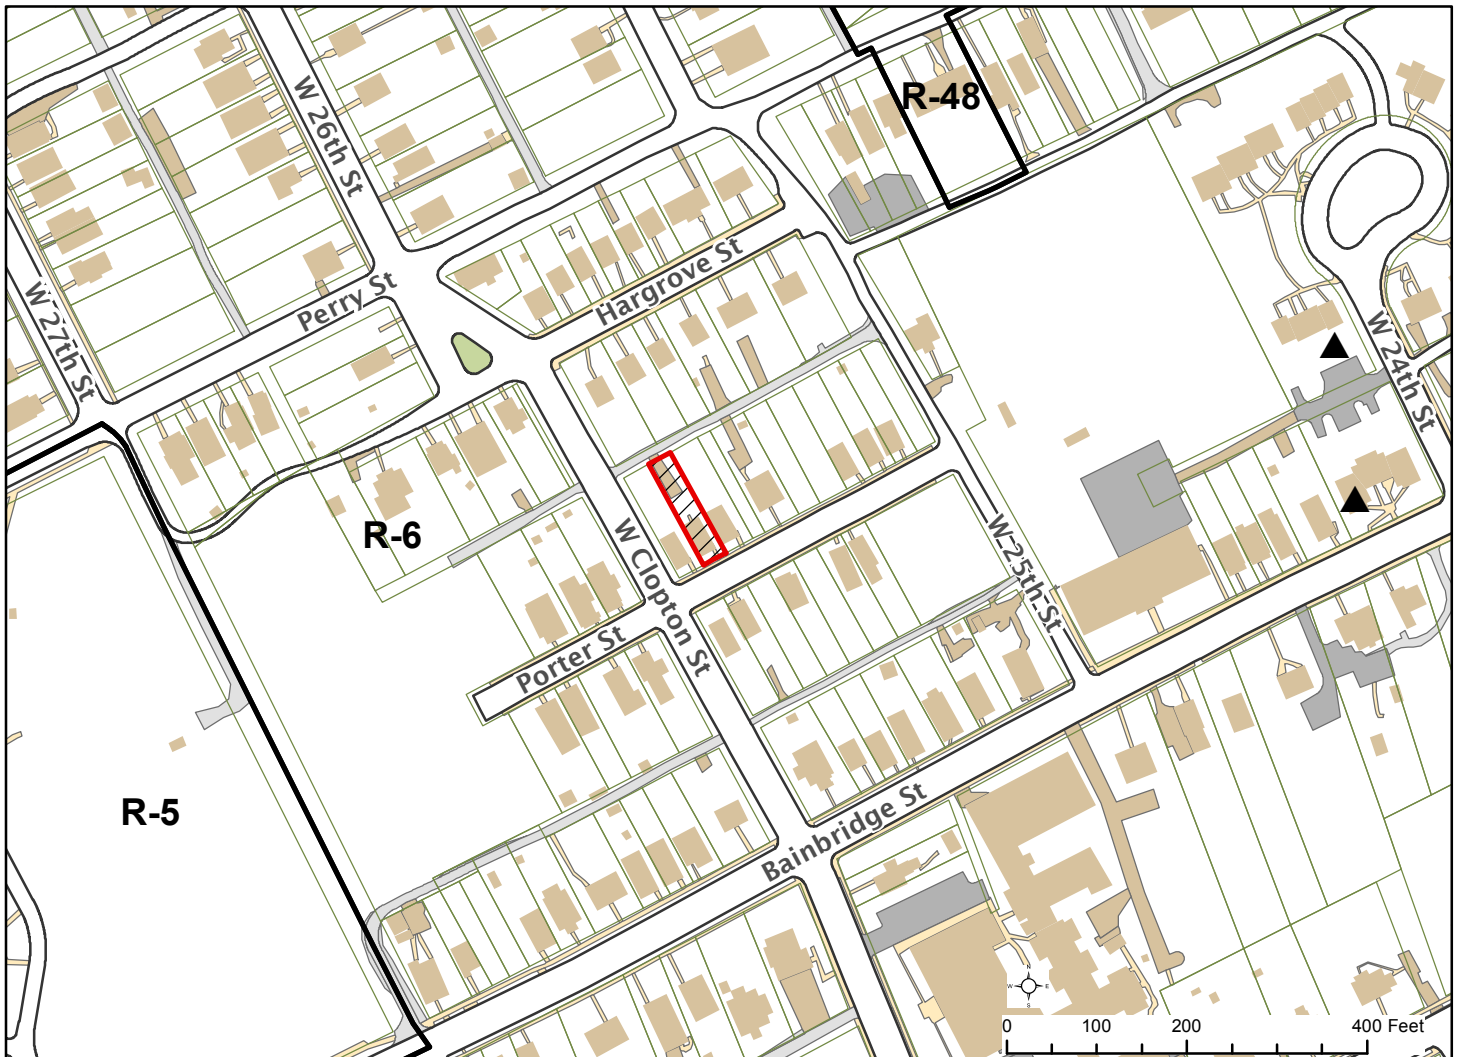 R-48
W 26th St
Hargrove St
W 27th St
Perry St
W 24th St
R-6
W Clopton St
W 25th St
Porter St
R-5
Bainbridge St
N
W E
S
0 100 200 400 Feet